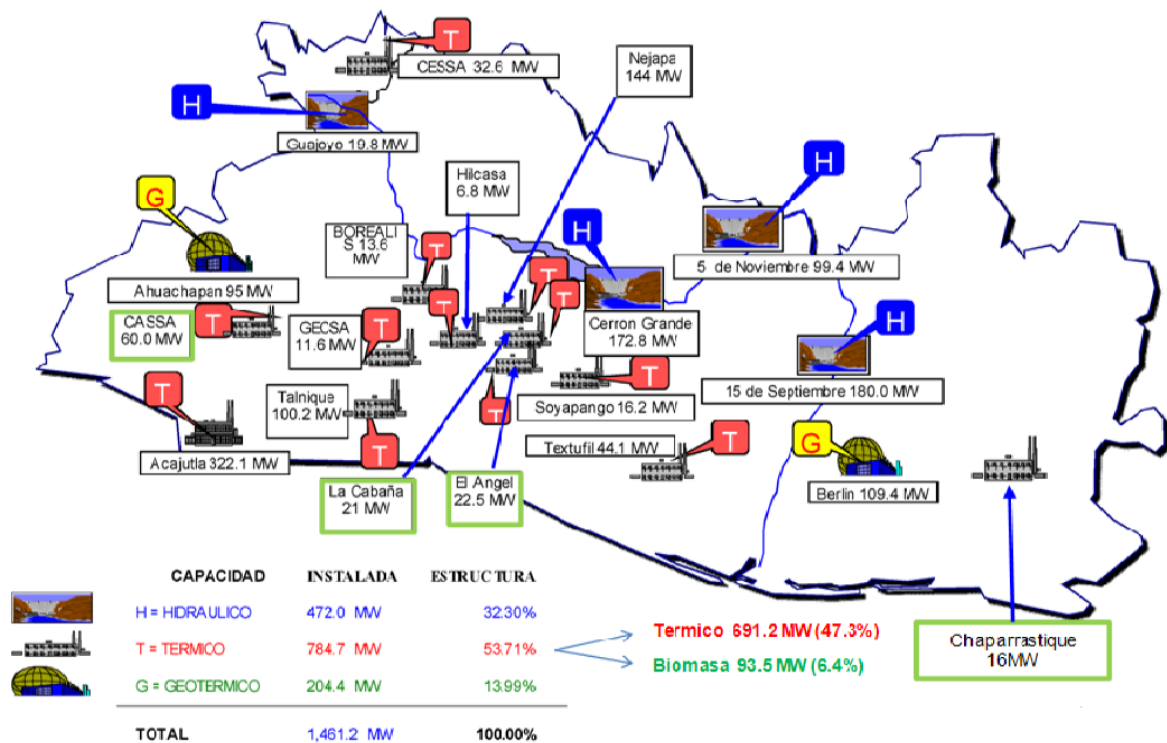 T
CESSA 32.6 MW
Nejapa
144 MW
H
Guajoyo 19.8 MW
Hilcasa
6.8 MW
H
G
BOREALI
S 13.6
MW
T
H
5 de Noviembre 99.4 MW
Ahuachapan 95 MW
T
T
T
CASSA
60.0 MW
T
GECSA
11.6 MW
T
Cerron Grande
172.8 MW
H
15 de Septiembre 180.0 MW
T
Talnique
100.2 MW
T
T
Soyapango 16.2 MW
T
Acajutla 322.1 MW
T
Textufil 44.1 MW
T
G
Berlin 109.4 MW
La Cabaña
21 MW
El Angel
22.5 MW
Chaparrastique
16MW
CAPACIDAD INSTALADA ESTRUCTURA
H = HIDRAULICO 472.0 MW 32.30%
T = TERMICO 784.7 MW 53.71%
G = GEOTERMICO 204.4 MW 13.99%
TOTAL 1,461.2 MW 100.00%
Termico 691.2 MW (47.3%)
Biomasa 93.5 MW (6.4%)